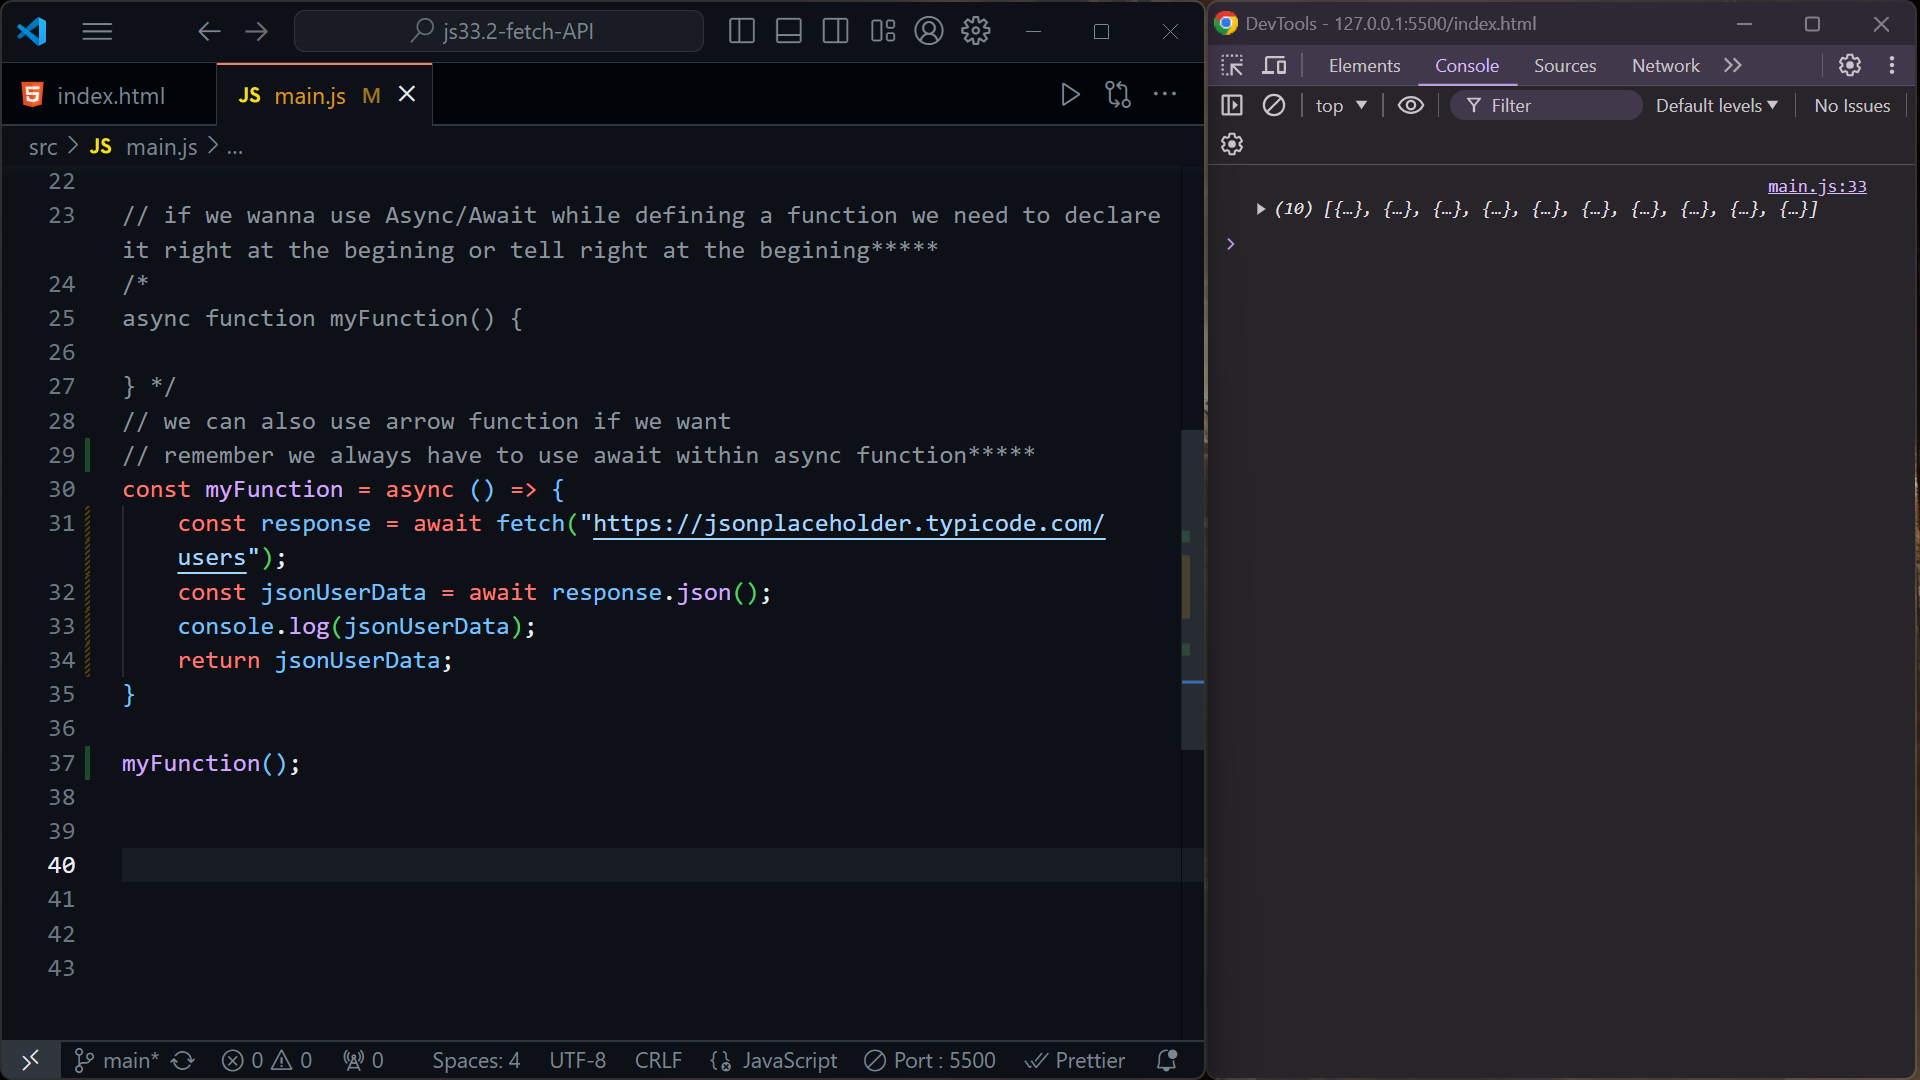 js33.2-fetch-API
index.html
JS main.js M
src > JS main.js > ...
22
23 // if we wanna use Async/Await while defining a function we need to declare
it right at the begining or tell right at the begining*****
24 /*
25 async function myFunction() {
26
27 } */
28 // we can also use arrow function if we want
29 // remember we always have to use await within async function*****
30 const myFunction = async () => {
31 const response = await fetch("https://jsonplaceholder.typicode.com/
users");
32 const jsonUserData = await response.json();
33 console.log(jsonUserData);
34 return jsonUserData;
35 }
36
37 myFunction();
38
39
40
41
42
43
main* 0 0 0 Spaces: 4 UTF-8 CRLF JavaScript Port : 5500 Prettier
DevTools - 127.0.0.1:5500/index.html
Elements Console Sources Network
top Filter Default levels No Issues
main.js:33
(10) [{…}, {…}, {…}, {…}, {…}, {…}, {…}, {…}, {…}, {…}]